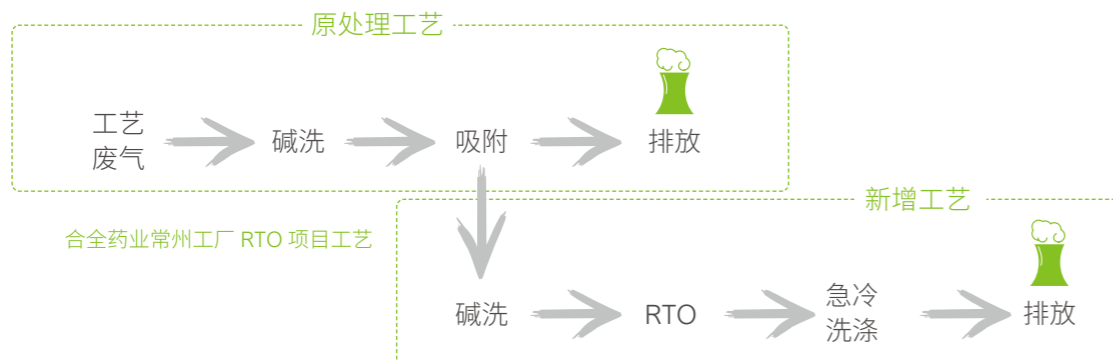 原处理工艺
工艺
废气
碱洗
吸附
排放
新增工艺
合全药业常州工厂 RTO 项目工艺
碱洗
RTO
急冷
洗涤
排放